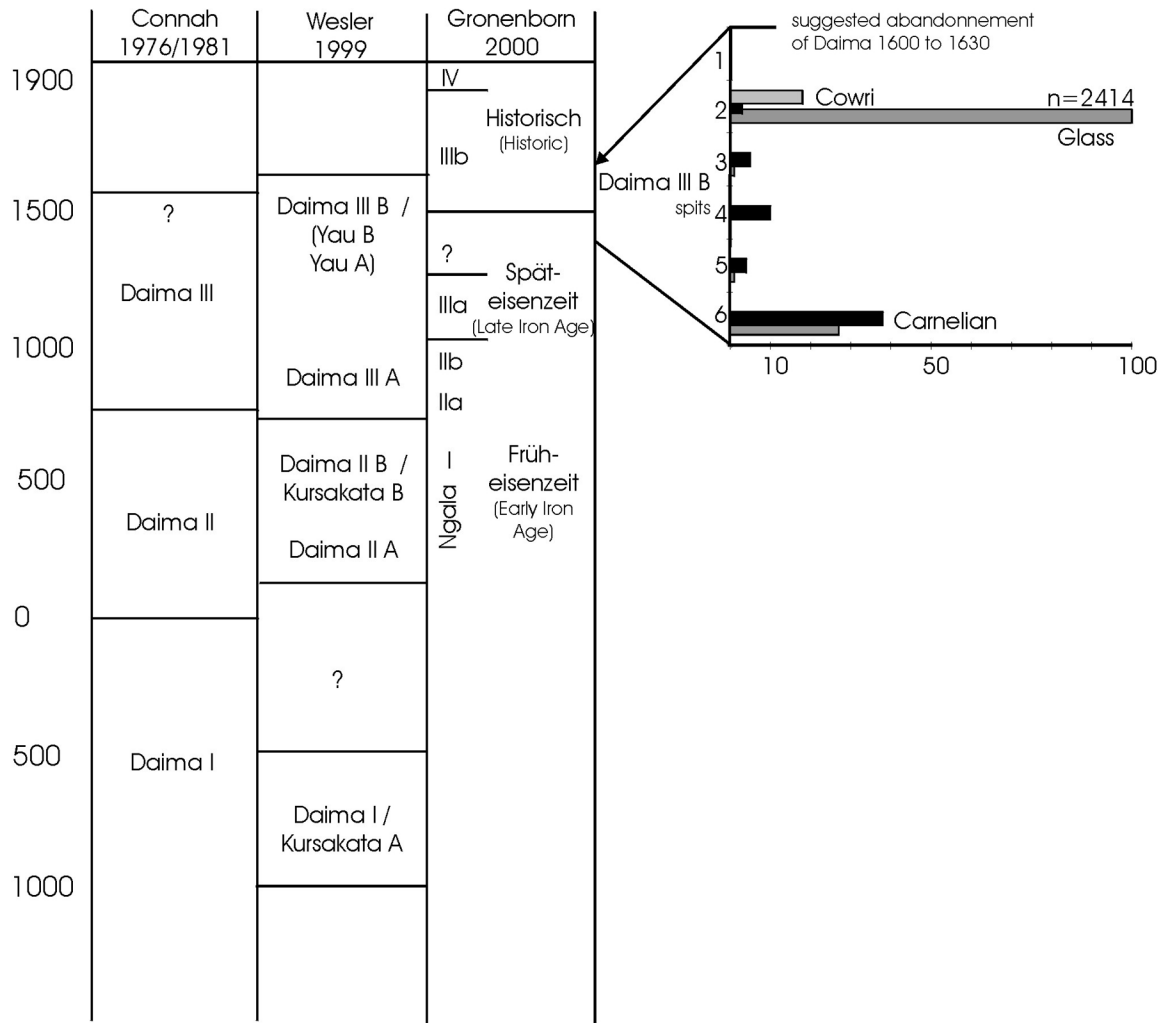 Connah
1976/1981
Wesler
1999
Gronenborn
2000
1900
1500
1000
500
0
500
1000
?
Daima III
Daima II
Daima I
Daima III B /
(Yau B
Yau A)
Daima III A
Daima II B /
Kursakata B
Daima II A
?
Daima I /
Kursakata A
IV
IIIb
?
IIIa
IIb
IIa
Ngala I
Historisch
(Historic)
Spät-
eisenzeit
(Late Iron Age)
Früh-
eisenzeit
(Early Iron
Age)
suggested abandonnement
of Daima 1600 to 1630
Daima III B
spits
1
2
3
4
5
6
Cowri
n=2414
Glass
Carnelian
10
50
100